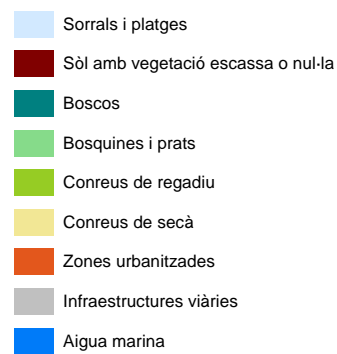 Sorrals i platges
Sòl amb vegetació escassa o nul·la
Boscos
Bosquines i prats
Conreus de regadiu
Conreus de secà
Zones urbanitzades
Infraestructures viàries
Aigua marina